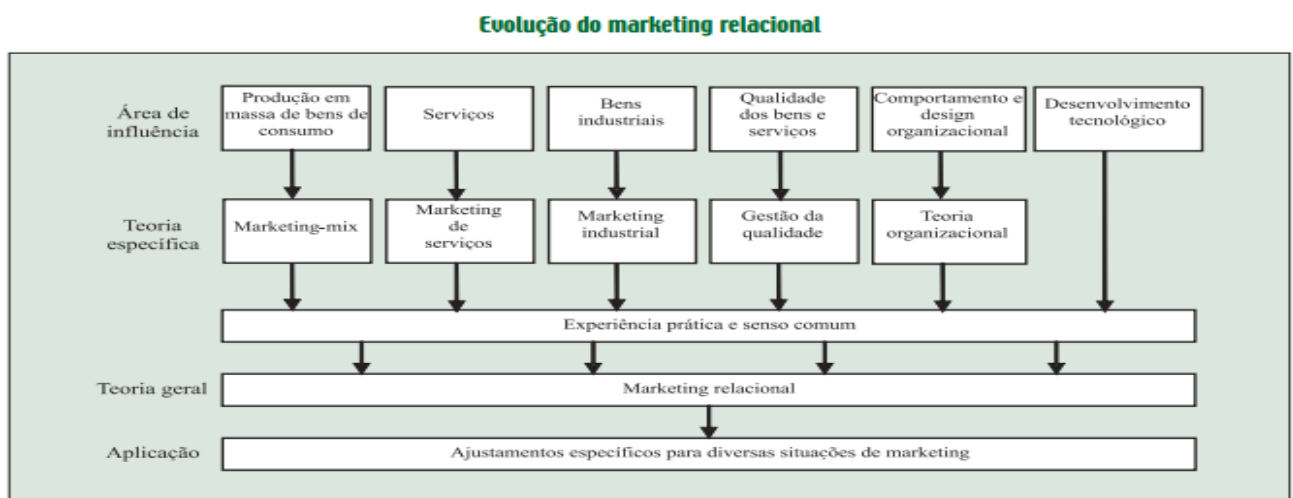 Evolução do marketing relacional
Área de
influência
Produção em
massa de bens de
consumo
Serviços
Bens
industriais
Qualidade
dos bens e
serviços
Comportamento e
design
organizacional
Desenvolvimento
tecnológico
Teoria
específica
Marketing-mix
Marketing
de
serviços
Marketing
industrial
Gestão da
qualidade
Teoria
organizacional
Experiência prática e senso comum
Teoria geral
Marketing relacional
Aplicação
Ajustamentos específicos para diversas situações de marketing